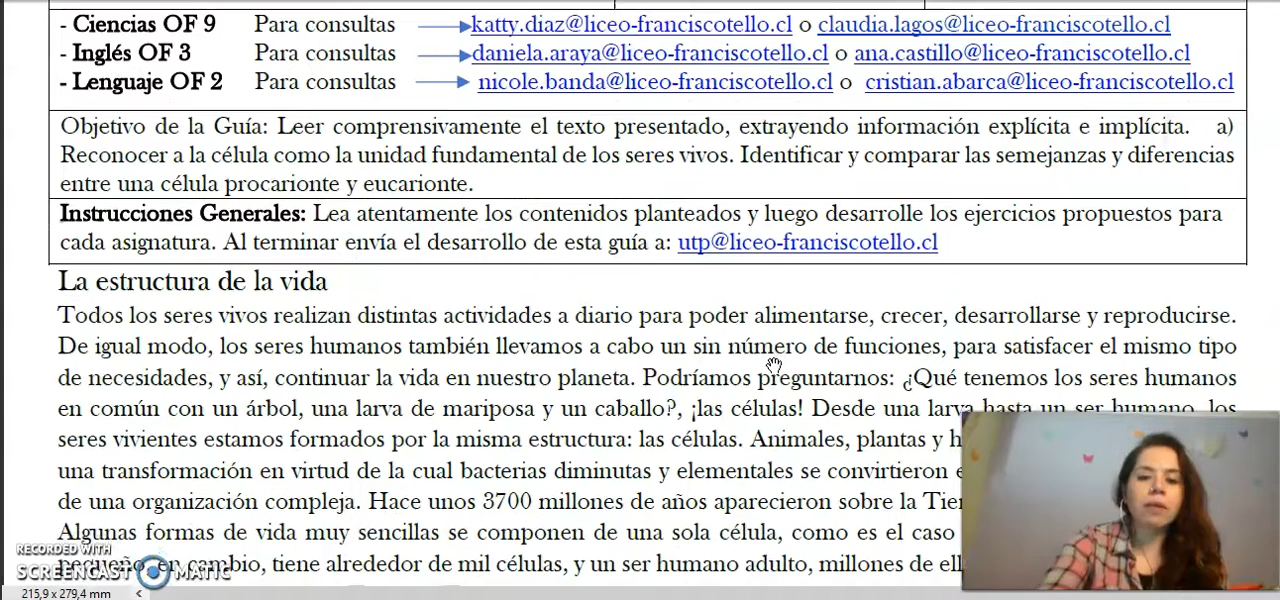 - Ciencias OF 9 Para consultas katty.diaz@liceo-franciscotello.cl o claudia.lagos@liceo-franciscotello.cl
- Inglés OF 3 Para consultas daniela.araya@liceo-franciscotello.cl o ana.castillo@liceo-franciscotello.cl
- Lenguaje OF 2 Para consultas nicole.banda@liceo-franciscotello.cl o cristian.abarca@liceo-franciscotello.cl
Objetivo de la Guía: Leer comprensivamente el texto presentado, extrayendo información explícita e implícita. a)
Reconocer a la célula como la unidad fundamental de los seres vivos. Identificar y comparar las semejanzas y diferencias
entre una célula procarionte y eucarionte.
Instrucciones Generales: Lea atentamente los contenidos planteados y luego desarrolle los ejercicios propuestos para
cada asignatura. Al terminar envía el desarrollo de esta guía a: utp@liceo-franciscotello.cl
La estructura de la vida
Todos los seres vivos realizan distintas actividades a diario para poder alimentarse, crecer, desarrollarse y reproducirse.
De igual modo, los seres humanos también llevamos a cabo un sin número de funciones, para satisfacer el mismo tipo
de necesidades, y así, continuar la vida en nuestro planeta. Podríamos preguntarnos: ¿Qué tenemos los seres humanos
en común con un árbol, una larva de mariposa y un caballo?, ¡las células! Desde una larva hasta un ser humano, los
seres vivientes estamos formados por la misma estructura: las células. Animales, plantas y
una transformación en virtud de la cual bacterias diminutas y elementales se convirtieron
de una organización compleja. Hace unos 3700 millones de años aparecieron sobre la
Algunas formas de vida muy sencillas se componen de una sola célula, como es el caso
pequeño, en cambio, tiene alrededor de mil células, y un ser humano adulto, millones de
RECORDED WITH
SCREENCAST MATIC
215,9 x 279,4 mm